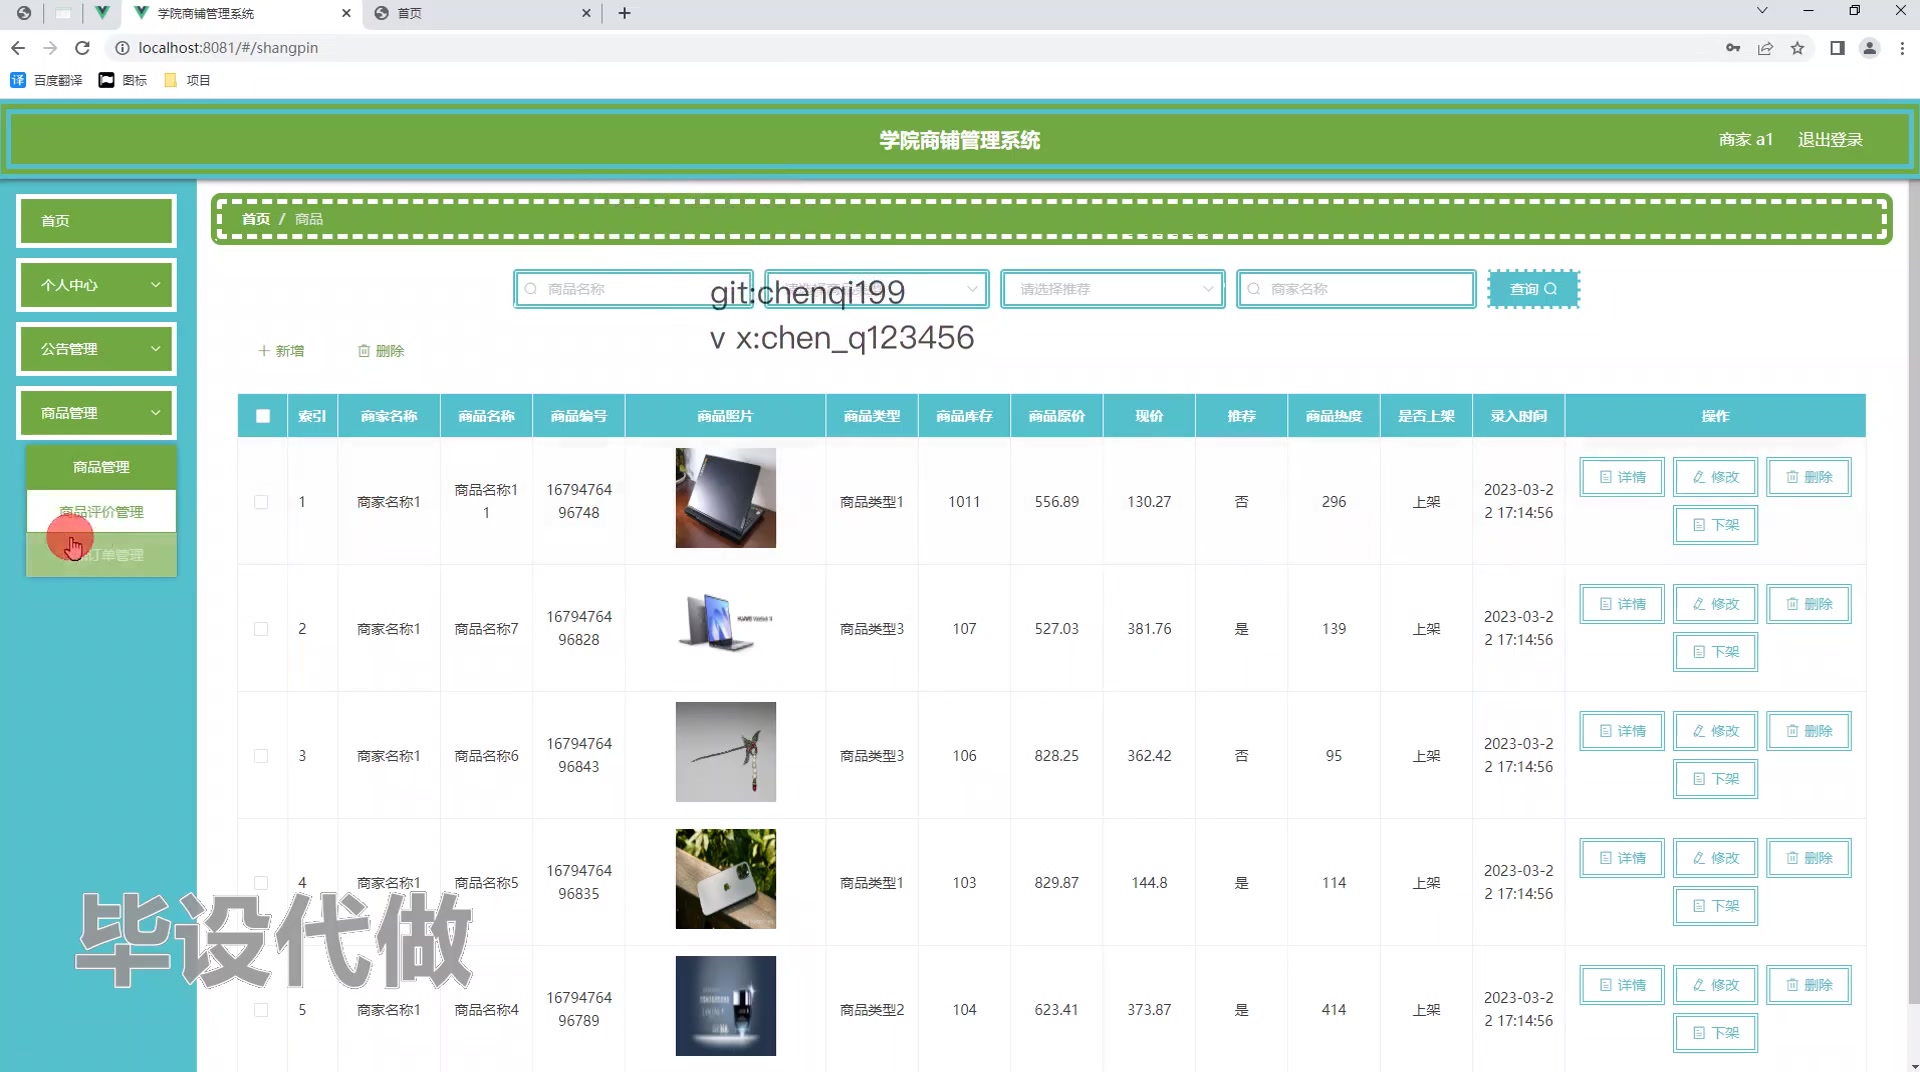 学院商铺管理系统
首页
localhost:8081/#/shangpin
百度翻译
图标
项目
学院商铺管理系统
商家 a1
退出登录
首页
个人中心
公告管理
商品管理
商品管理
商品评价管理
订单管理
首页 / 商品
商品名称
请选择推荐
商家名称
查询
git:chenqi199
v x:chen_q123456
新增
删除
索引 商家名称 商品名称 商品编号 商品照片 商品类型 商品库存 商品原价 现价 推荐 商品热度 是否上架 录入时间 操作
1 商家名称1 商品名称11 1679476496748 商品类型1 1011 556.89 130.27 否 296 上架 2023-03-22 17:14:56 详情 修改 删除 下架
2 商家名称1 商品名称7 1679476496828 商品类型3 107 527.03 381.76 是 139 上架 2023-03-22 17:14:56 详情 修改 删除 下架
3 商家名称1 商品名称6 1679476496843 商品类型3 106 828.25 362.42 否 95 上架 2023-03-22 17:14:56 详情 修改 删除 下架
4 商家名称1 商品名称5 1679476496835 商品类型1 103 829.87 144.8 是 114 上架 2023-03-22 17:14:56 详情 修改 删除 下架
5 商家名称1 商品名称4 1679476496789 商品类型2 104 623.41 373.87 是 414 上架 2023-03-22 17:14:56 详情 修改 删除 下架
毕设代做